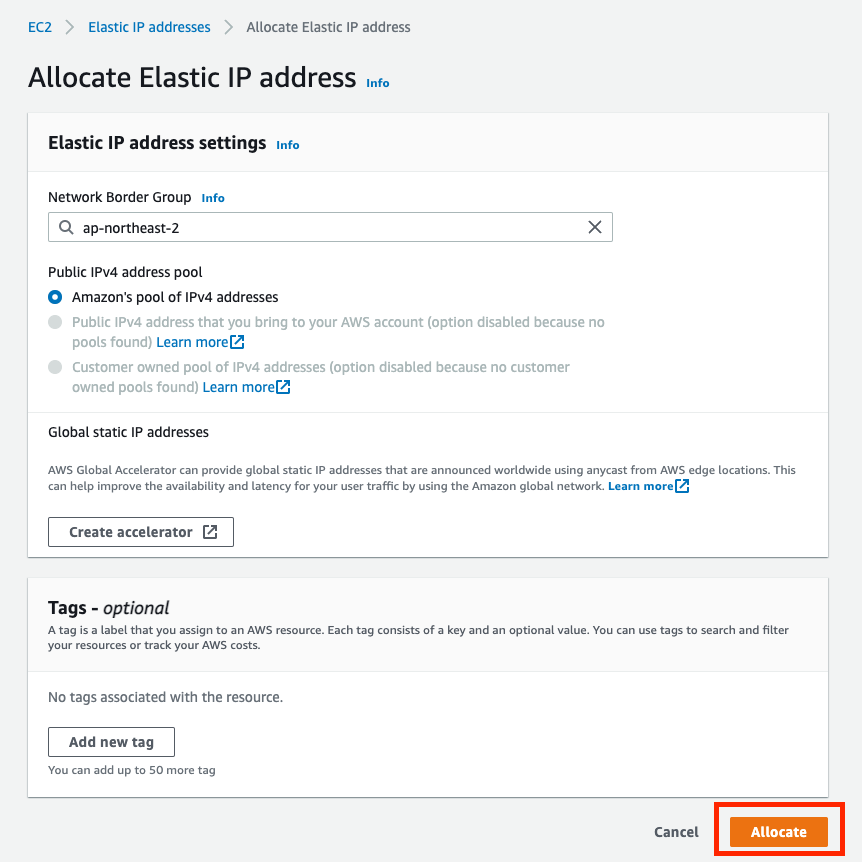 EC2 Elastic IP addresses Allocate Elastic IP address
Allocate Elastic IP address Info
Elastic IP address settings Info
Network Border Group Info
ap-northeast-2
Public IPv4 address pool
Amazon's pool of IPv4 addresses
Public IPv4 address that you bring to your AWS account (option disabled because no
pools found) Learn more
Customer owned pool of IPv4 addresses (option disabled because no customer
owned pools found) Learn more
Global static IP addresses
AWS Global Accelerator can provide global static IP addresses that are announced worldwide using anycast from AWS edge locations. This
can help improve the availability and latency for your user traffic by using the Amazon global network. Learn more
Create accelerator
Tags - optional
A tag is a label that you assign to an AWS resource. Each tag consists of a key and an optional value. You can use tags to search and filter
your resources or track your AWS costs.
No tags associated with the resource.
Add new tag
You can add up to 50 more tag
Cancel Allocate